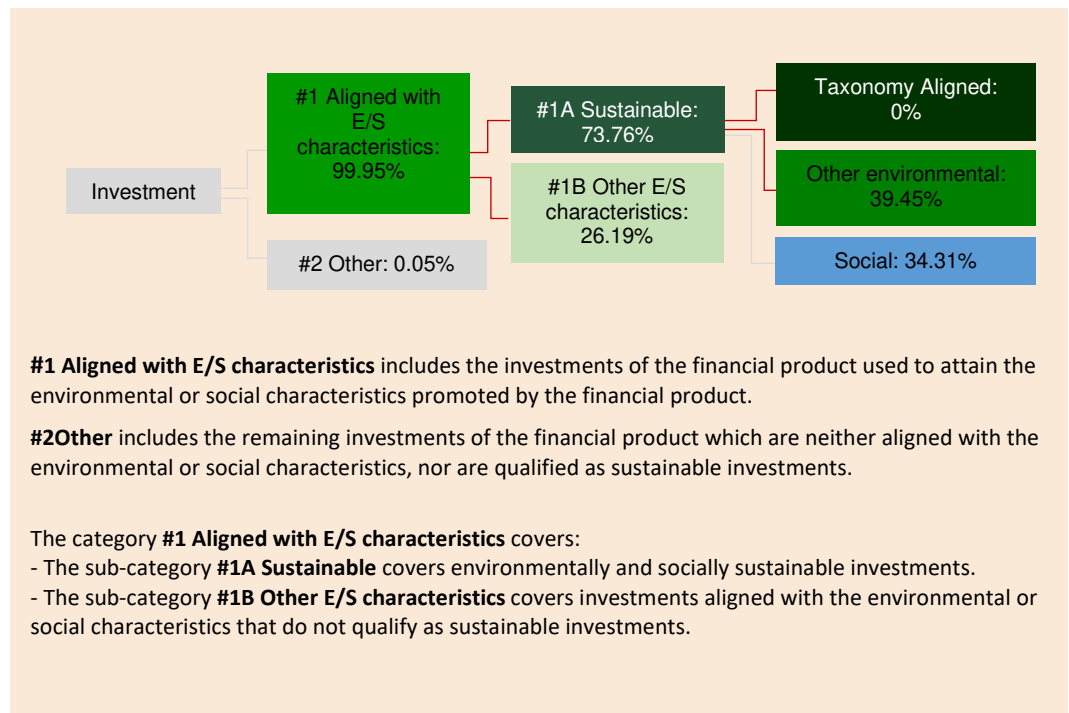 Investment
#1 Aligned with
E/S
characteristics:
99.95%
#2 Other: 0.05%
#1A Sustainable:
73.76%
#1B Other E/S
characteristics:
26.19%
Taxonomy Aligned:
0%
Other environmental:
39.45%
Social: 34.31%
#1 Aligned with E/S characteristics includes the investments of the financial product used to attain the
environmental or social characteristics promoted by the financial product.
#2Other includes the remaining investments of the financial product which are neither aligned with the
environmental or social characteristics, nor are qualified as sustainable investments.
The category #1 Aligned with E/S characteristics covers:
- The sub-category #1A Sustainable covers environmentally and socially sustainable investments.
- The sub-category #1B Other E/S characteristics covers investments aligned with the environmental or
social characteristics that do not qualify as sustainable investments.